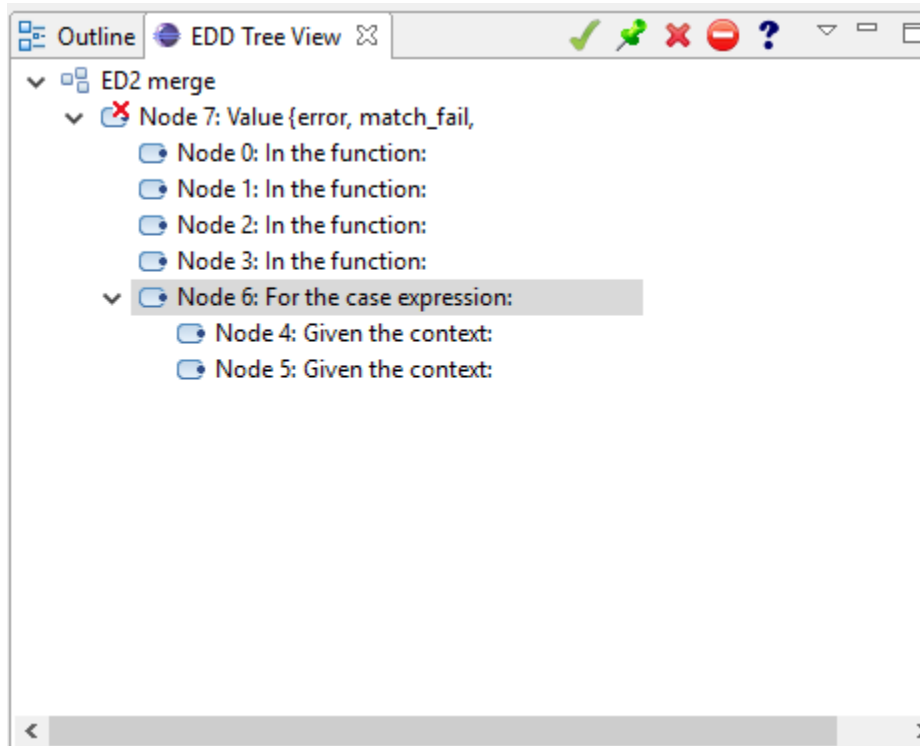 Outline EDD Tree View
ED2 merge
Node 7: Value {error, match_fail,
Node 0: In the function:
Node 1: In the function:
Node 2: In the function:
Node 3: In the function:
Node 6: For the case expression:
Node 4: Given the context:
Node 5: Given the context: